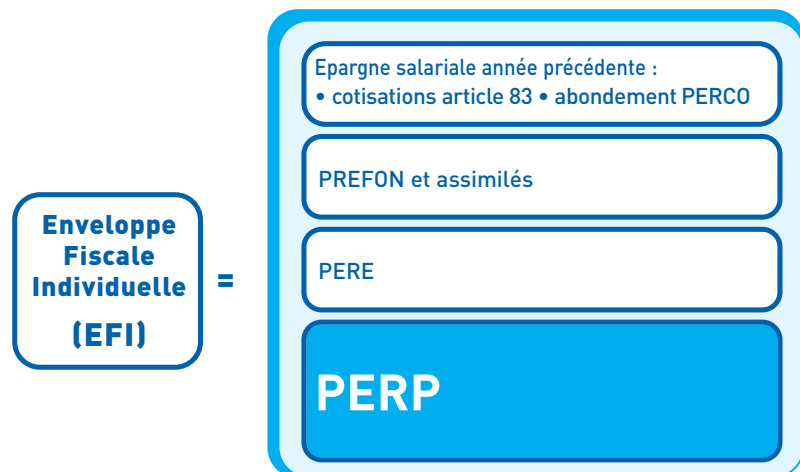 Enveloppe
Fiscale
Individuelle
(EFI)
=
Epargne salariale année précédente :
• cotisations article 83 • abondement PERCO
PREFON et assimilés
PERE
PERP